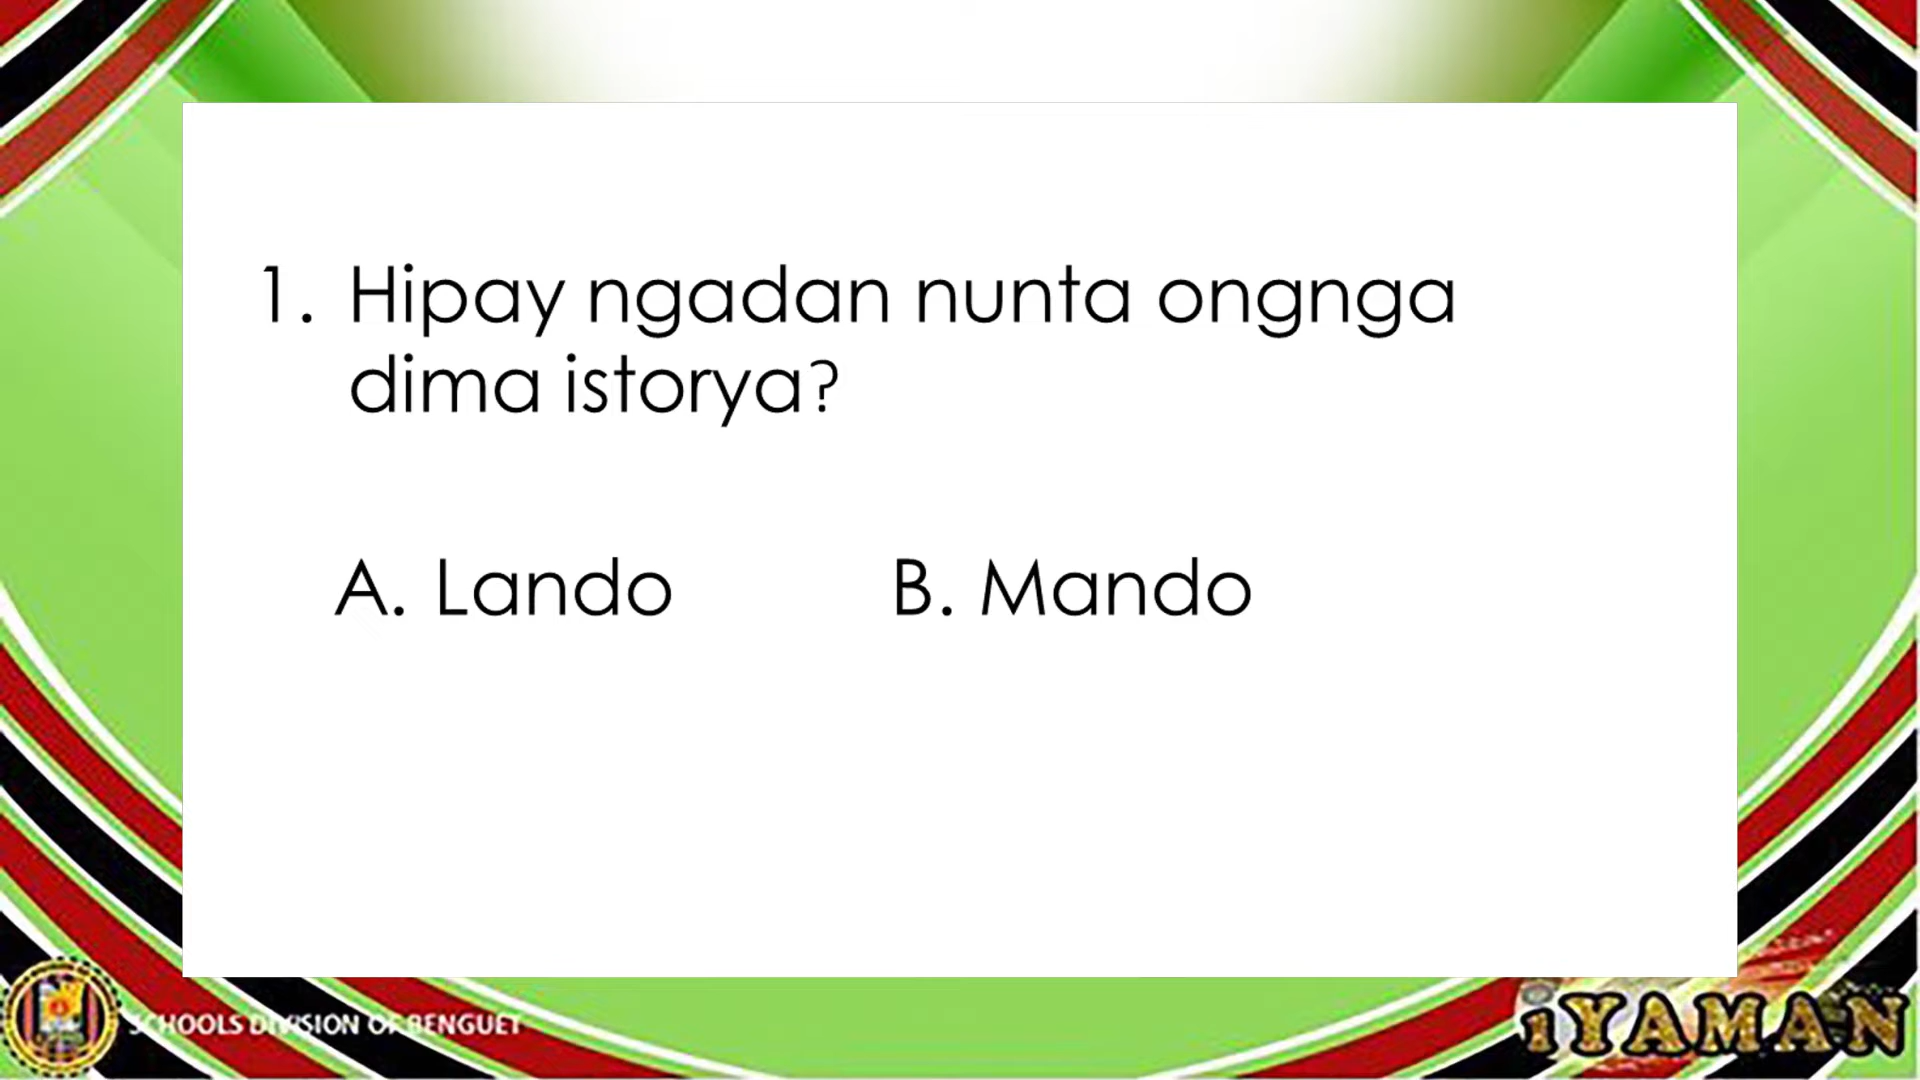 1. Hipay ngadan nunta ongnga
dima istorya?
A. Lando B. Mando
SCHOOLS DIVISION OF BENGUET
iYAMAN